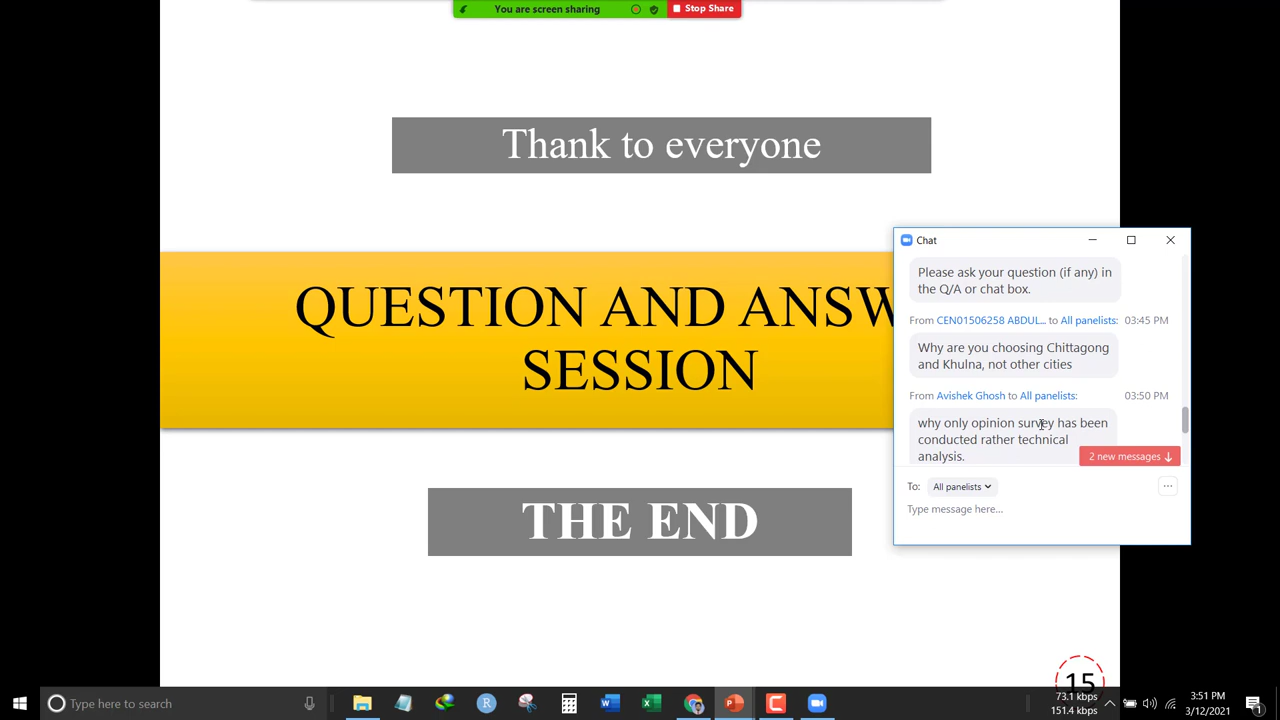 You are screen sharing
Stop Share
Thank to everyone
QUESTION AND ANSW
SESSION
THE END
15
Chat
Please ask your question (if any) in
the Q/A or chat box.
From CEN01506258 ABDUL... to All panelists: 03:45 PM
Why are you choosing Chittagong
and Khulna, not other cities
From Avishek Ghosh to All panelists: 03:50 PM
why only opinion survey has been
conducted rather technical
analysis.
2 new messages
To: All panelists
Type message here...
Type here to search
73.1 kbps
151.4 kbps
3:51 PM
3/12/2021
1